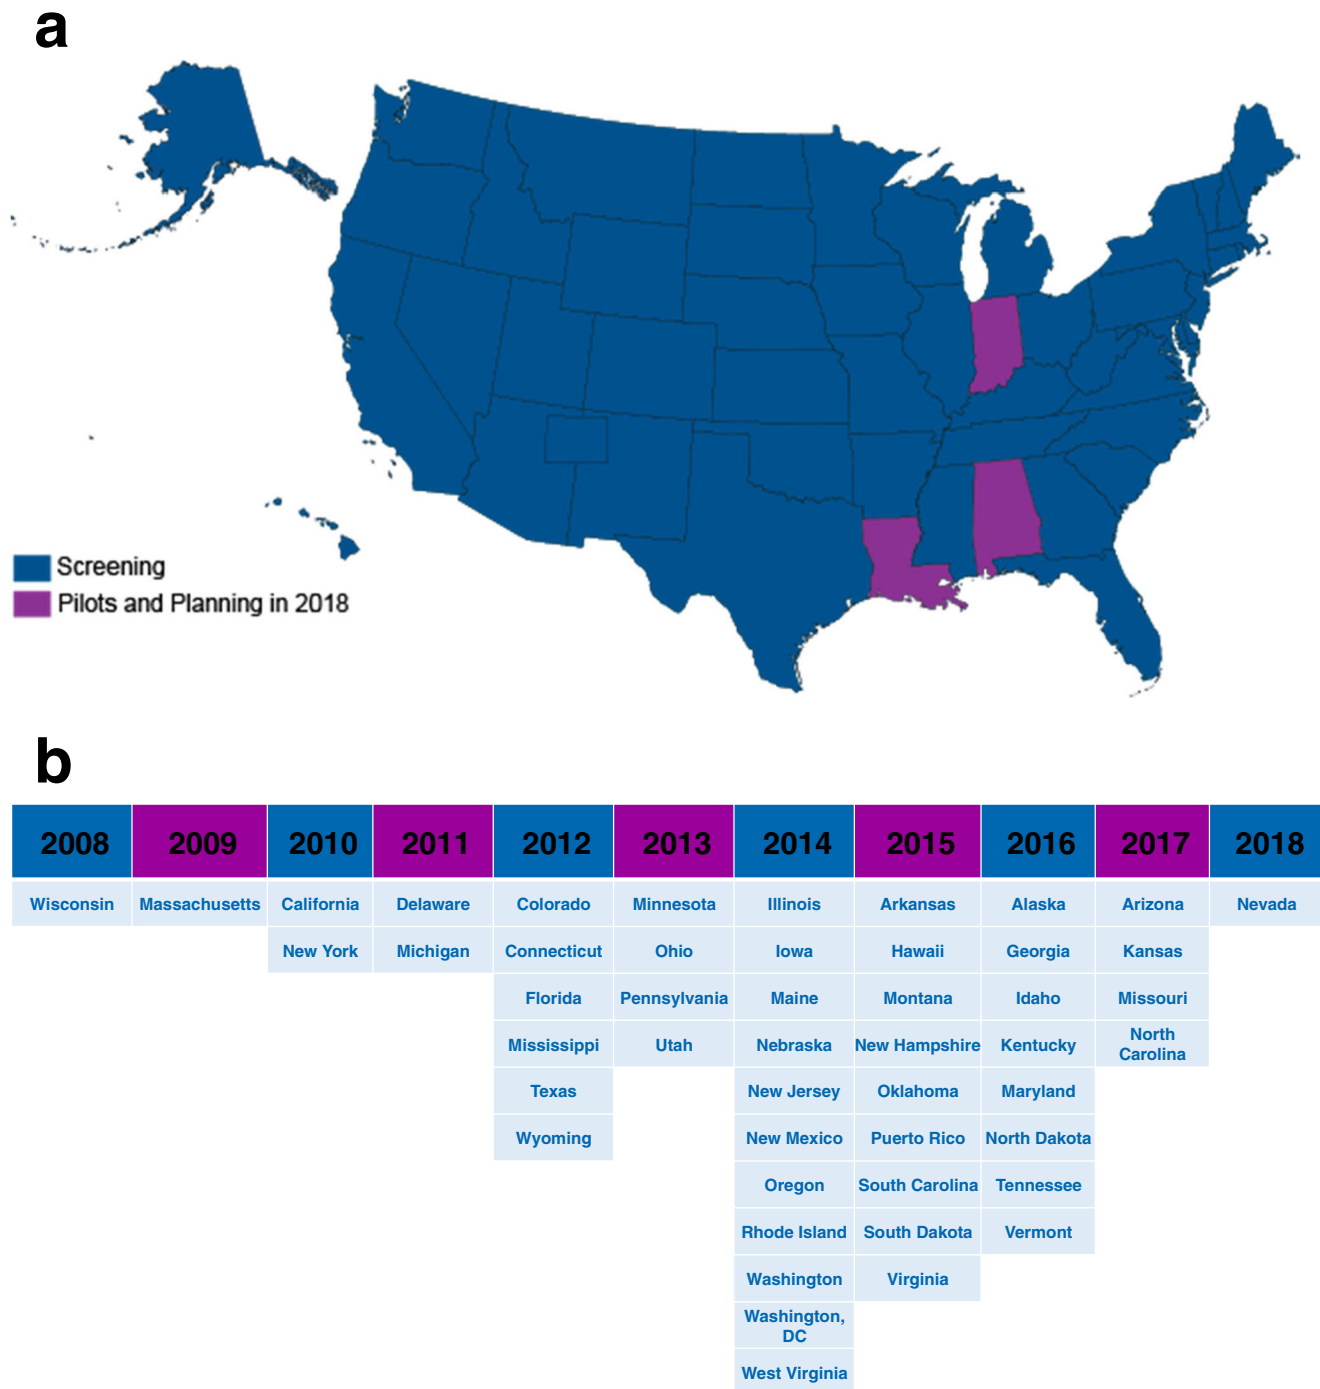 a
Screening
Pilots and Planning in 2018
b
2008 2009 2010 2011 2012 2013 2014 2015 2016 2017 2018
Wisconsin Massachusetts California Delaware Colorado Minnesota Illinois Arkansas Alaska Arizona Nevada
New York Michigan Connecticut Ohio Iowa Hawaii Georgia Kansas
Florida Pennsylvania Maine Montana Idaho Missouri
Mississippi Utah Nebraska New Hampshire Kentucky North Carolina
Texas New Jersey Oklahoma Maryland
Wyoming New Mexico Puerto Rico North Dakota
Oregon South Carolina Tennessee
Rhode Island South Dakota Vermont
Washington Virginia
Washington, DC
West Virginia